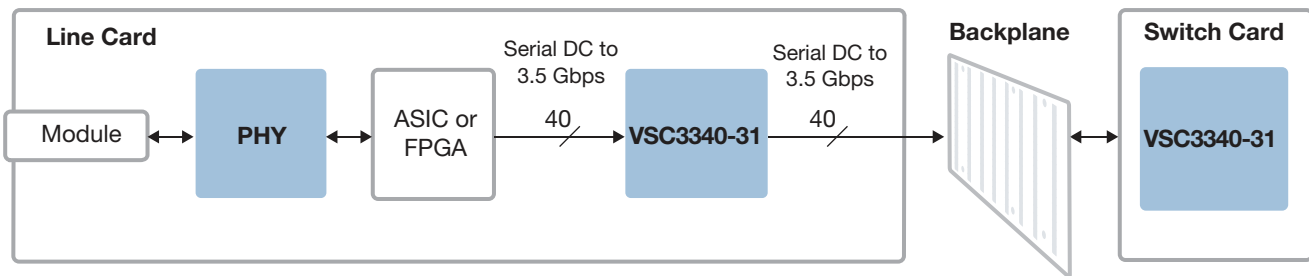 Line Card
Module
PHY
ASIC or
FPGA
Serial DC to
3.5 Gbps
40
VSC3340-31
Serial DC to
3.5 Gbps
40
Backplane
Switch Card
VSC3340-31